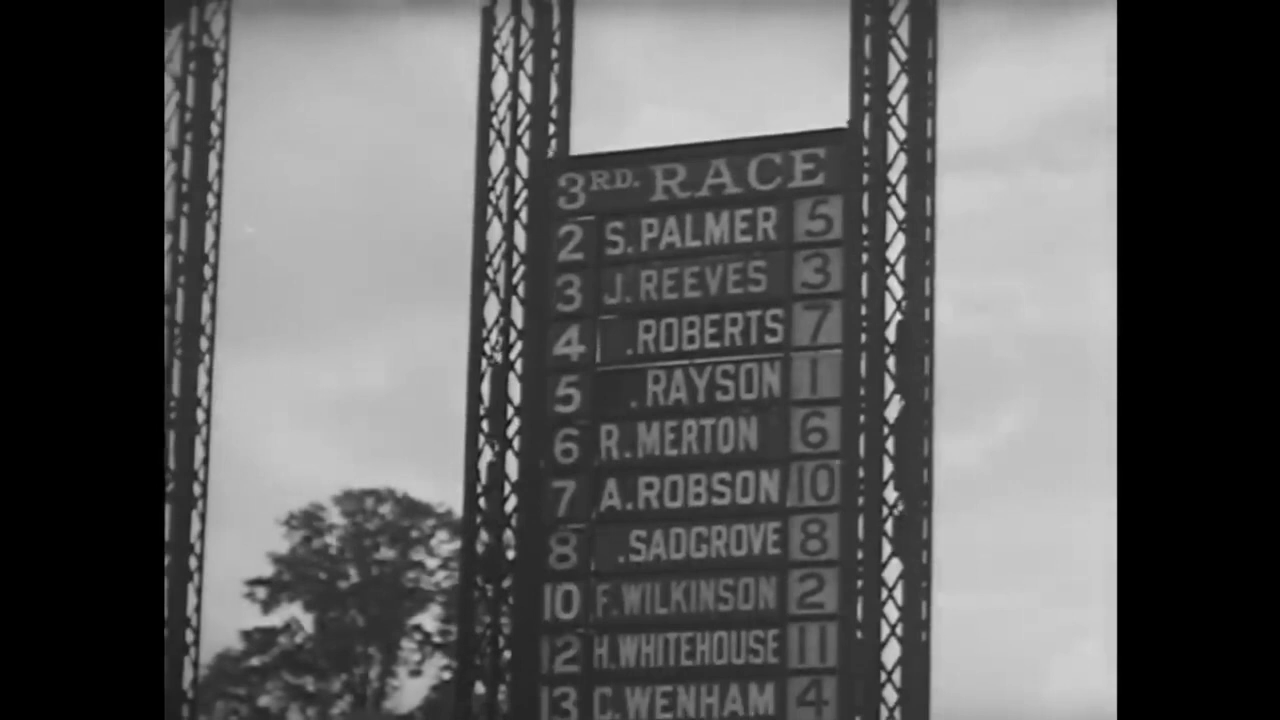 3RD. RACE
2 S.PALMER 5
3 J.REEVES 3
4 .ROBERTS 7
5 .RAYSON 1
6 R.MERTON 6
7 A.ROBSON 10
8 .SADGROVE 8
10 F.WILKINSON 2
12 H.WHITEHOUSE 11
13 C.WENHAM 4